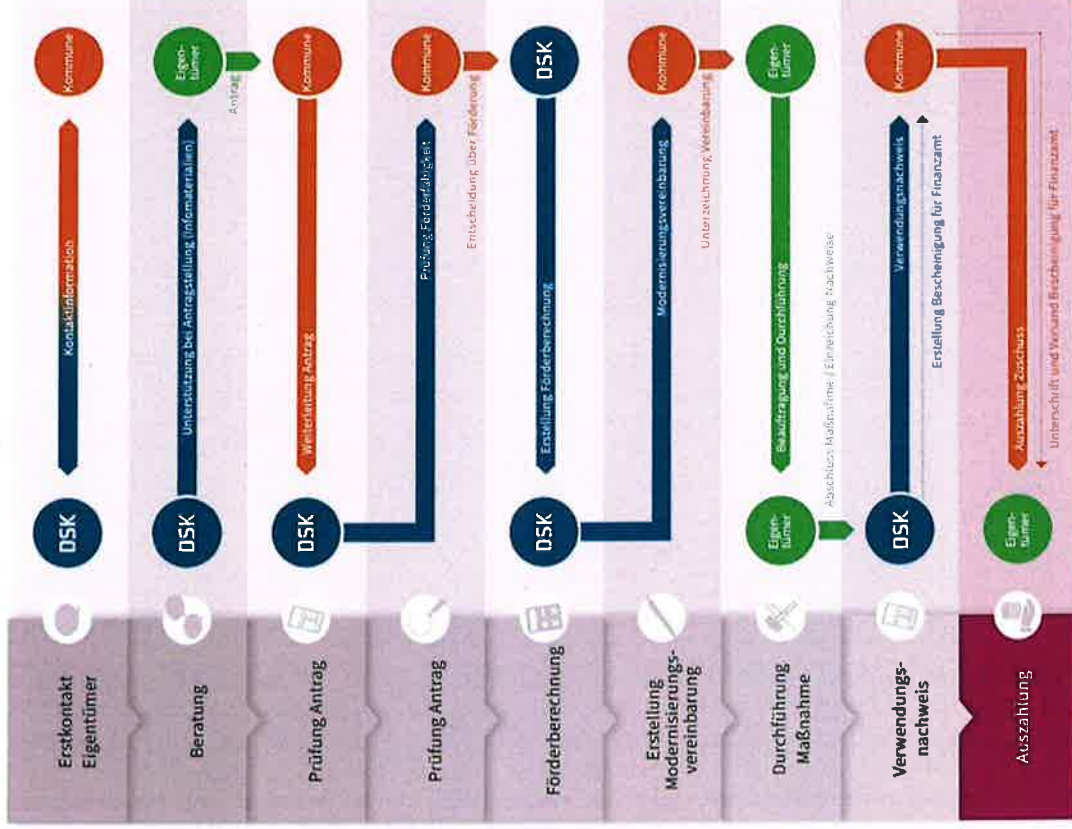 Erstkontakt
Eigentümer
DSK
Kontaktinformation
Kommune
Beratung
DSK
Unterstützung bei Antragstellung (Infomaterialien)
Eigen-
tümer
Antrag
Prüfung Antrag
DSK
Weiterleitung Antrag
Kommune
Prüfung Antrag
Prüfung Förderfähigkeit
Kommune
Entscheidung über Förderung
Förderberechnung
DSK
Erstellung Förderberechnung
DSK
Erstellung
Modernisierungs-
vereinbarung
Modernisierungsvereinbarung
Kommune
Unterzeichnung Vereinbarung
Durchführung
Maßnahme
Eigen-
tümer
Beauftragung und Durchführung
Eigen-
tümer
Abschluss Maßnahme / Einreichung Nachweise
Verwendungs-
nachweis
DSK
Verwendungsnachweis
Kommune
Erstellung Bescheinigung für Finanzamt
Auszahlung
Eigen-
tümer
Auszahlung Zuschuss
Unterschrift und Versand Bescheinigung für Finanzamt